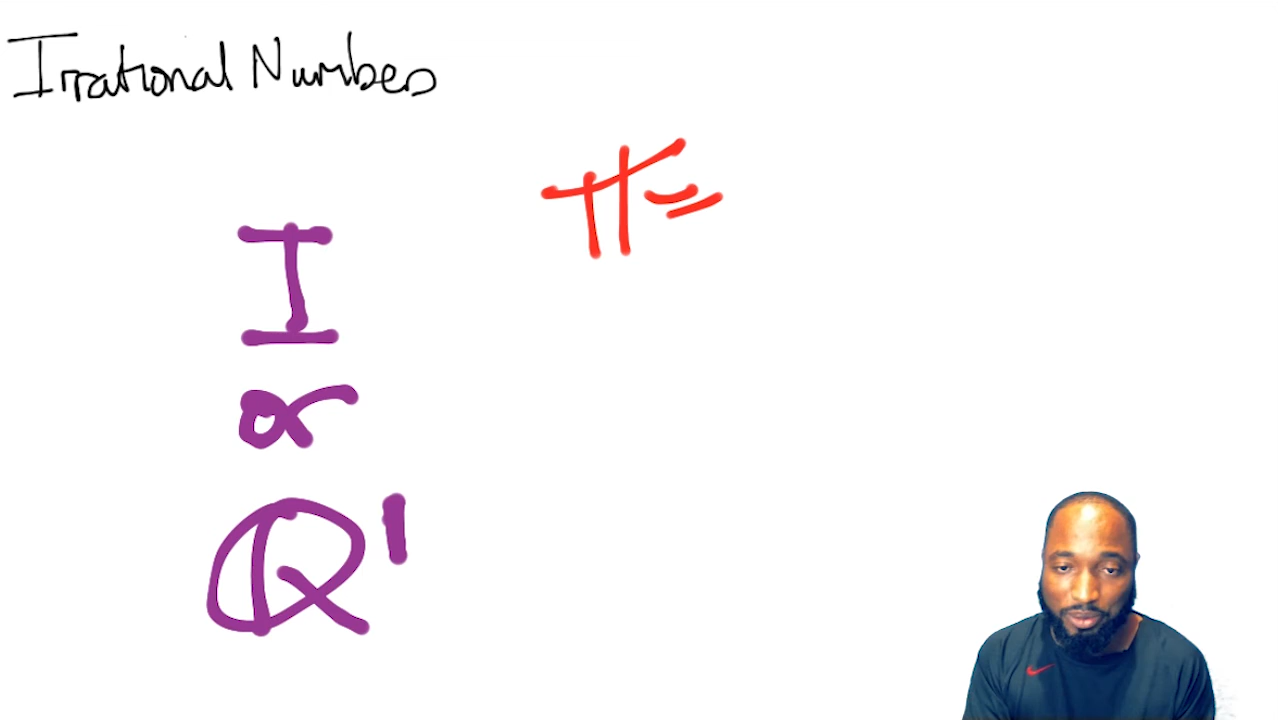 Irrational Numbers
π=
I
or
ℚ'